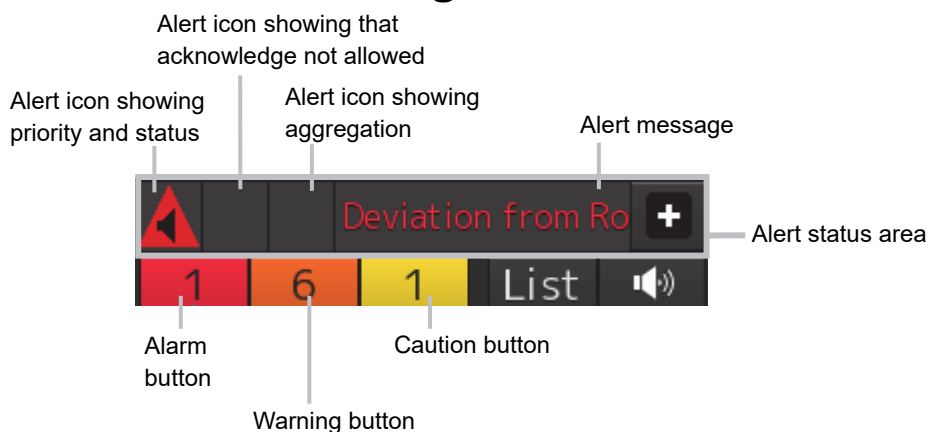 Alert icon showing that
acknowledge not allowed
Alert icon showing
priority and status
Alert icon showing
aggregation
Alert message
Deviation from Ro
Alert status area
1
6
1
List
Alarm
button
Caution button
Warning button